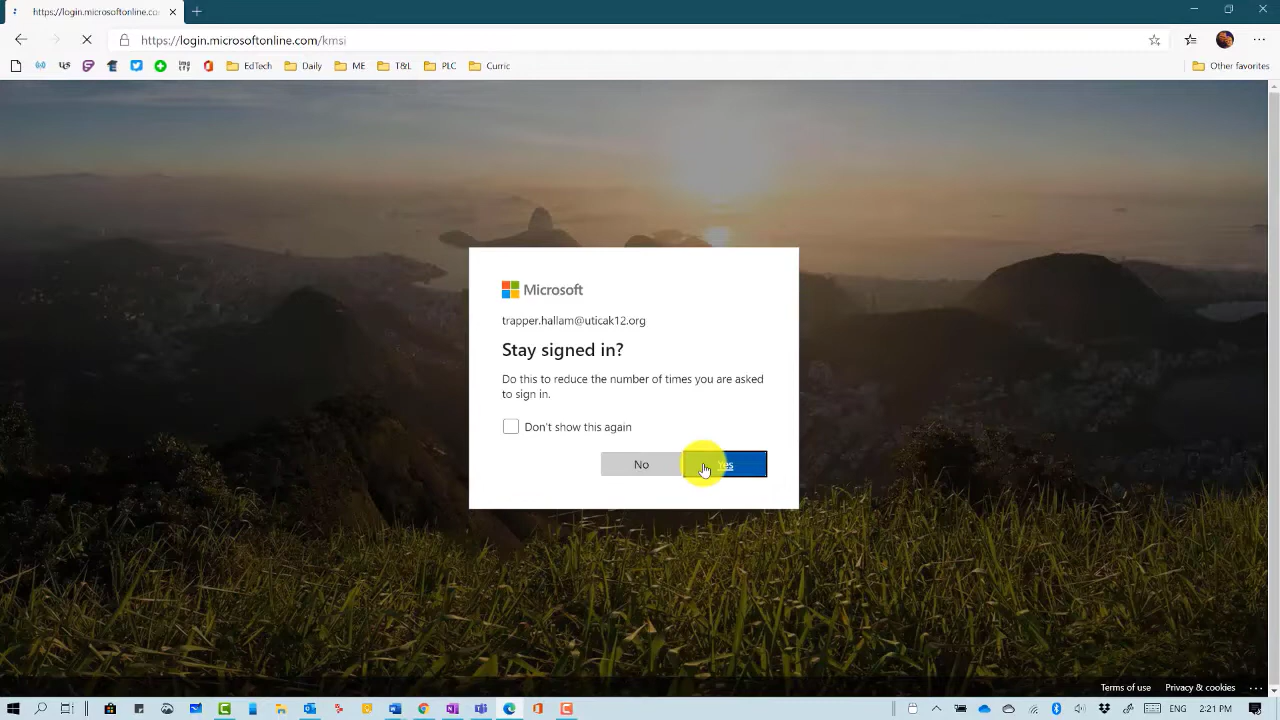 https://login.microsoftonline.co
https://login.microsoftonline.com/kmsi
EdTech
Daily
ME
T&L
PLC
Curric
Other favorites
Microsoft
trapper.hallam@uticak12.org
Stay signed in?
Do this to reduce the number of times you are asked
to sign in.
Don't show this again
No
Yes
Terms of use
Privacy & cookies
...
ENG
2:21 PM